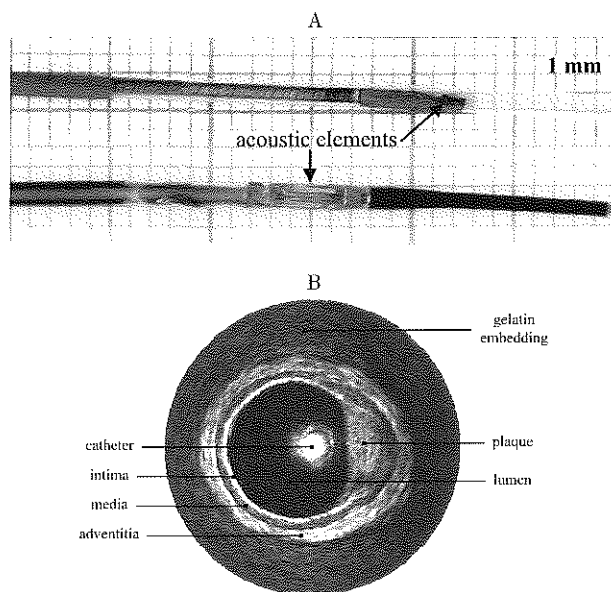 A
1 mm
acoustic elements
B
gelatin
embedding
catheter
plaque
intima
lumen
media
adventitia